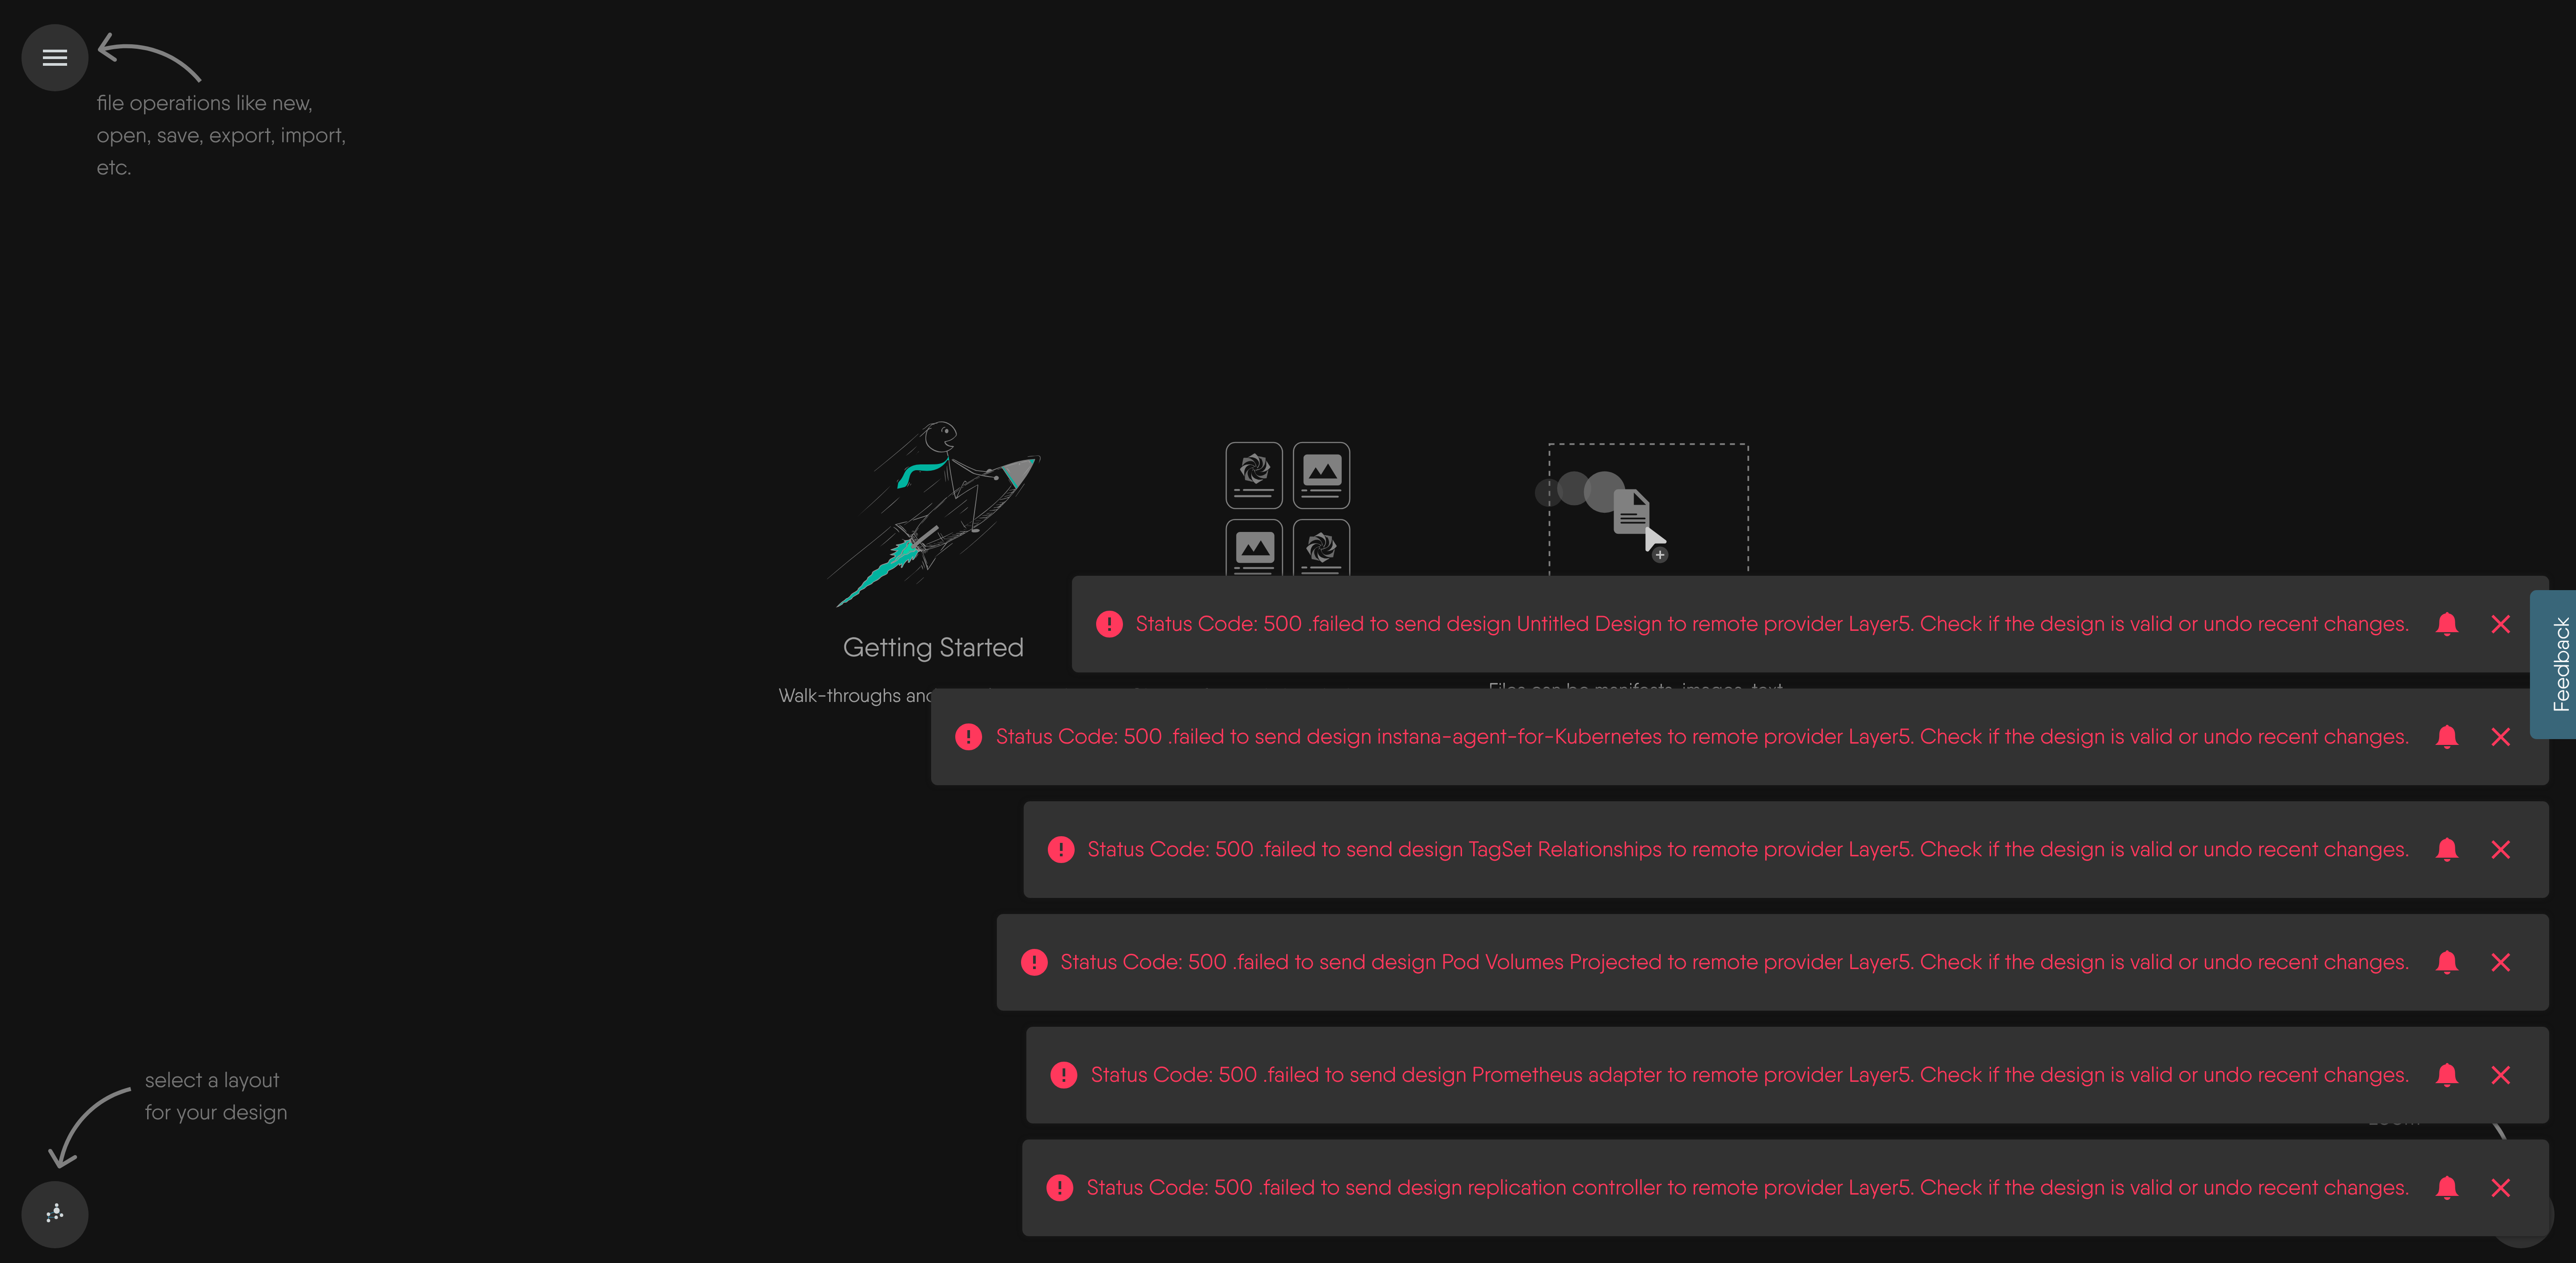 file operations like new,
open, save, export, import,
etc.
Getting Started
Status Code: 500 .failed to send design Untitled Design to remote provider Layer5. Check if the design is valid or undo recent changes.
Feedback
Walk-throughs and
Files can be manifests, images, text
Status Code: 500 .failed to send design instana-agent-for-Kubernetes to remote provider Layer5. Check if the design is valid or undo recent changes.
Status Code: 500 .failed to send design TagSet Relationships to remote provider Layer5. Check if the design is valid or undo recent changes.
Status Code: 500 .failed to send design Pod Volumes Projected to remote provider Layer5. Check if the design is valid or undo recent changes.
Status Code: 500 .failed to send design Prometheus adapter to remote provider Layer5. Check if the design is valid or undo recent changes.
select a layout
for your design
Status Code: 500 .failed to send design replication controller to remote provider Layer5. Check if the design is valid or undo recent changes.